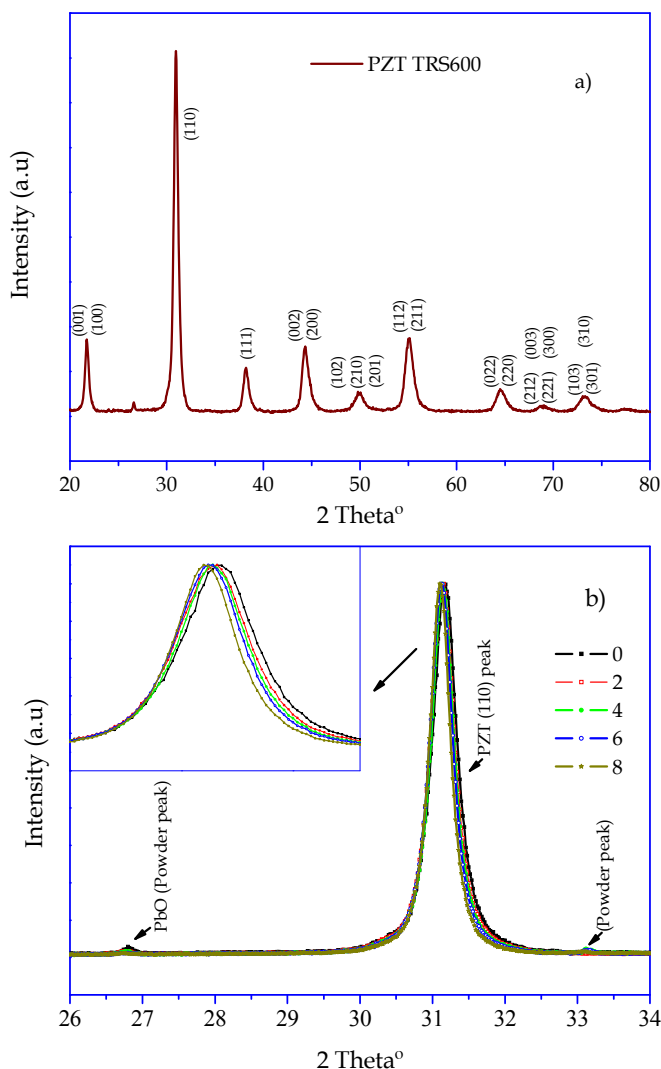 PZT TRS600
a)
(110)
(001)
(100)
(111)
(002)
(200)
(102)
(210)
(201)
(112)
(211)
(022)
(220)
(003)
(300)
(212)
(221)
(310)
(103)
(301)
Intensity (a.u)
20 30 40 50 60 70 80
2 Theta°
b)
0
2
4
6
8
PZT (110) peak
PbO (Powder peak)
(Powder peak)
Intensity (a.u)
26 27 28 29 30 31 32 33 34
2 Theta°